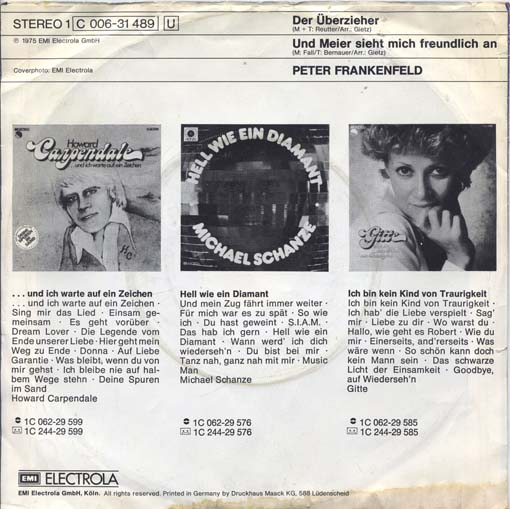 STEREO 1 C 006-31 489 U
℗ 1975 EMI Electrola GmbH
Coverphoto: EMI Electrola
Der Überzieher
(M + T: Reutter/Arr.: Gietz)
Und Meier sieht mich freundlich an
(M: Fall/T: Bernauer/Arr.: Gietz)
PETER FRANKENFELD
Howard
Carpendale
...und ich warte auf ein Zeichen
HC
HELL WIE EIN DIAMANT
MICHAEL SCHANZE
Gitte
. . . und ich warte auf ein Zeichen
. . . und ich warte auf ein Zeichen ·
Sing mir das Lied · Einsam ge-
meinsam · Es geht vorüber ·
Dream Lover · Die Legende vom
Ende unserer Liebe · Hier geht mein
Weg zu Ende · Donna · Auf Liebe
Garantie · Was bleibt, wenn du von
mir gehst · Ich bleibe nie auf hal-
bem Wege stehn · Deine Spuren
im Sand
Howard Carpendale
1C 062-29 599
1C 244-29 599
Hell wie ein Diamant
Und mein Zug fährt immer weiter ·
Für mich war es zu spät · So wie
ich · Du hast geweint · S.I.A.M. ·
Das hab ich gern · Hell wie ein
Diamant · Wann werd' ich dich
wiederseh'n · Du bist bei mir ·
Tanz nah, ganz nah mit mir · Music
Man
Michael Schanze
1C 062-29 576
1C 244-29 576
Ich bin kein Kind von Traurigkeit
Ich bin kein Kind von Traurigkeit ·
Ich hab' die Liebe verspielt · Sag'
mir · Liebe zu dir · Wo warst du ·
Hallo, wie geht es Robert · Wie du
mir · Einerseits, and'rerseits · Was
wäre wenn · So schön kann doch
kein Mann sein · Das schwarze
Licht der Einsamkeit · Goodbye,
auf Wiederseh'n
Gitte
1C 062-29 585
1C 244-29 585
EMI ELECTROLA
EMI Electrola GmbH, Köln. All rights reserved. Printed in Germany by Druckhaus Maack KG, 588 Lüdenscheid